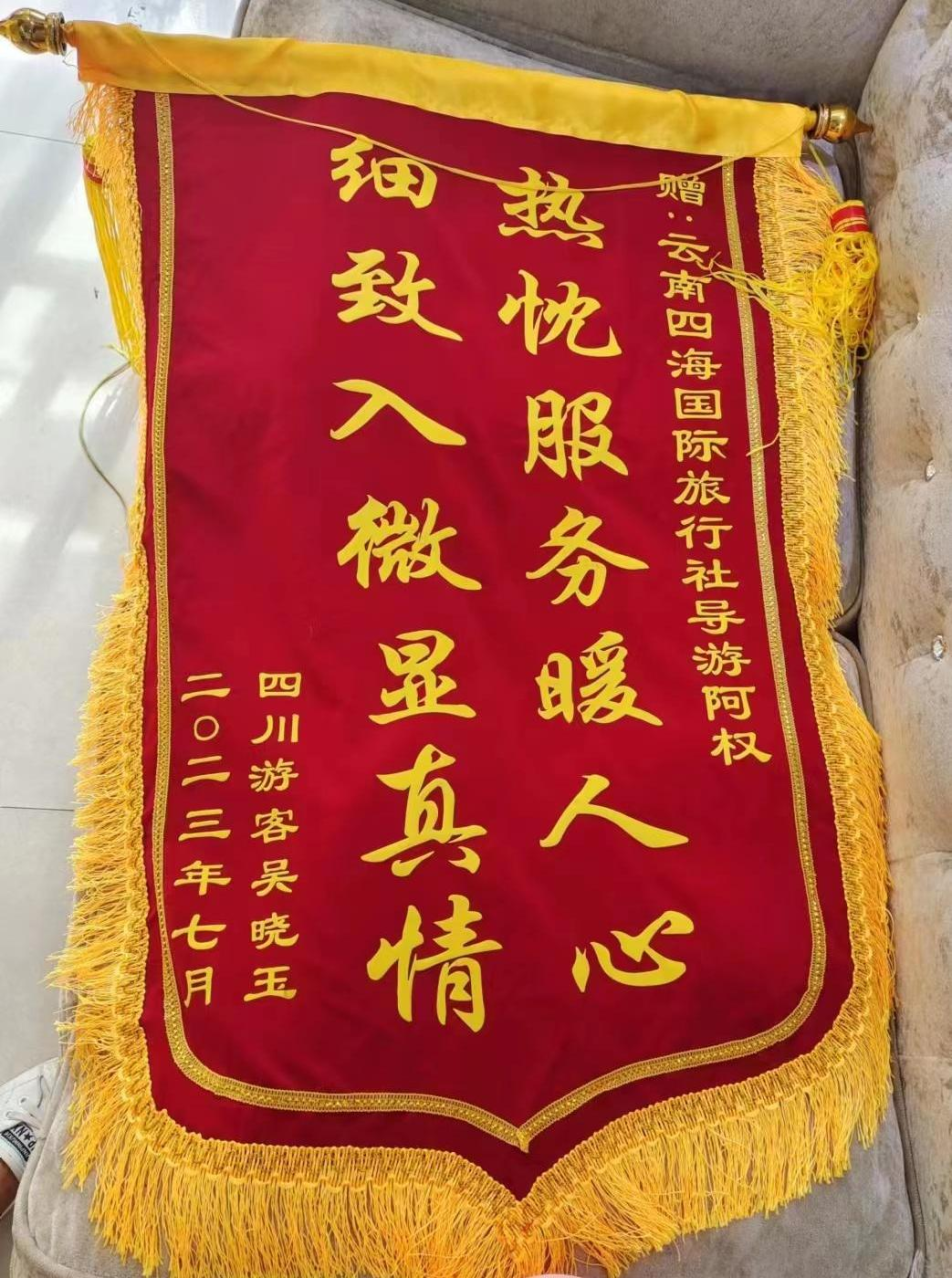 赠:云南四海国际旅行社导游阿权
热忱服务暖人心
细致入微显真情
四川游客吴晓玉
二〇二三年七月